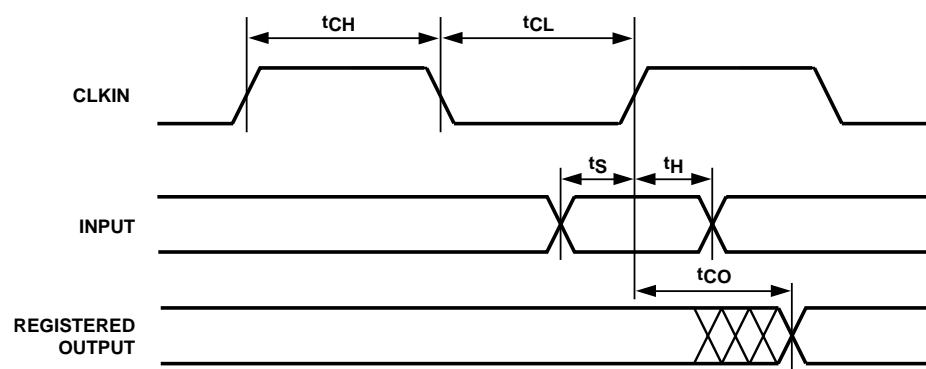 tCH
tCL
CLKIN
tS
tH
INPUT
tCO
REGISTERED
OUTPUT